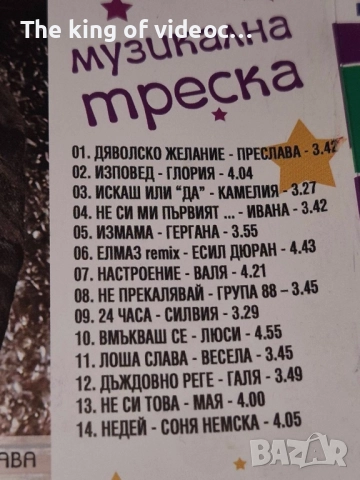 The king of videoc...
музикална
треска
01. ДЯВОЛСКО ЖЕЛАНИЕ - ПРЕСЛАВА - 3.42
02. ИЗПОВЕД - ГЛОРИЯ - 4.04
03. ИСКАШ ИЛИ "ДА" - КАМЕЛИЯ - 3.27
04. НЕ СИ МИ ПЪРВИЯТ ... - ИВАНА - 3.42
05. ИЗМАМА - ГЕРГАНА - 3.55
06. ЕЛМАЗ remix - ЕСИЛ ДЮРАН - 4.43
07. НАСТРОЕНИЕ - ВАЛЯ - 4.21
08. НЕ ПРЕКАЛЯВАЙ - ГРУПА 88 – 3.45
09. 24 ЧАСА - СИЛВИЯ - 3.29
10. ВМЪКВАШ СЕ - ЛЮСИ - 4.55
11. ЛОША СЛАВА - ВЕСЕЛА - 3.45
12. ДЪЖДОВНО РЕГЕ - ГАЛЯ - 3.49
13. НЕ СИ ТОВА - МАЯ - 4.00
14. НЕДЕЙ - СОНЯ НЕМСКА - 4.05
АВА
bazar